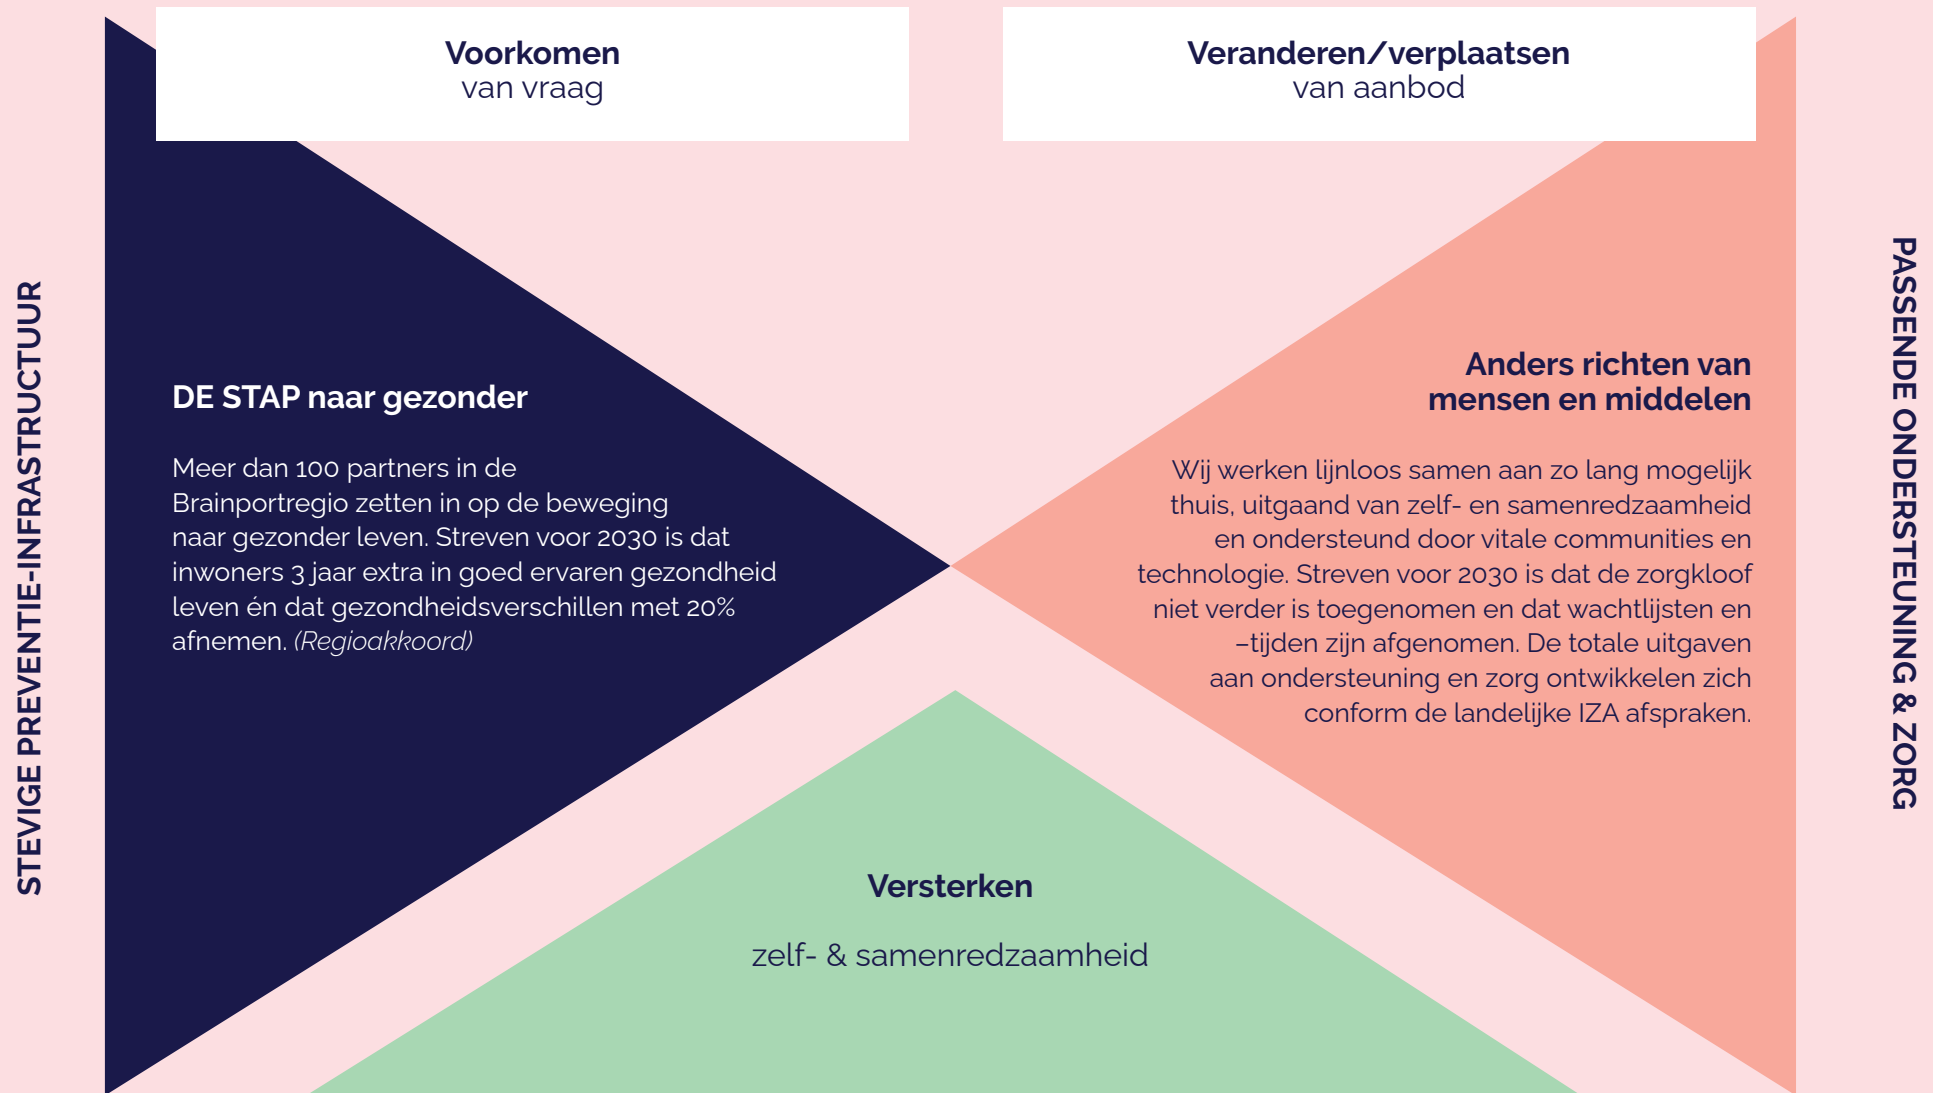 Voorkomen
van vraag
Veranderen/verplaatsen
van aanbod
STEVIGE PREVENTIE-INFRASTRUCTUUR
DE STAP naar gezonder
Meer dan 100 partners in de
Brainportregio zetten in op de beweging
naar gezonder leven. Streven voor 2030 is dat
inwoners 3 jaar extra in goed ervaren gezondheid
leven én dat gezondheidsverschillen met 20%
afnemen. (Regioakkoord)
Anders richten van
mensen en middelen
Wij werken lijnloos samen aan zo lang mogelijk
thuis, uitgaand van zelf- en samenredzaamheid
en ondersteund door vitale communities en
technologie. Streven voor 2030 is dat de zorgkloof
niet verder is toegenomen en dat wachtlijsten en
–tijden zijn afgenomen. De totale uitgaven
aan ondersteuning en zorg ontwikkelen zich
conform de landelijke IZA afspraken.
PASSENDE ONDERSTEUNING & ZORG
Versterken
zelf- & samenredzaamheid